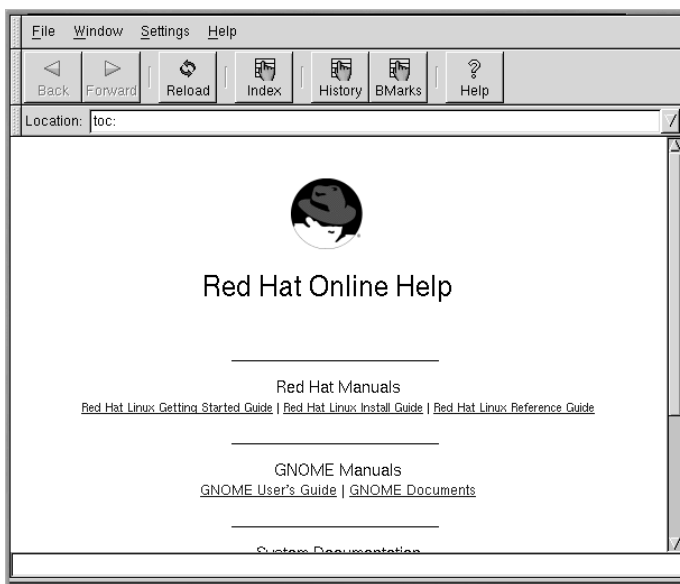 File Window Settings Help
Back Forward Reload Index History BMarks Help
Location: toc:
Red Hat Online Help
Red Hat Manuals
Red Hat Linux Getting Started Guide | Red Hat Linux Install Guide | Red Hat Linux Reference Guide
GNOME Manuals
GNOME User's Guide | GNOME Documents
System Documentation